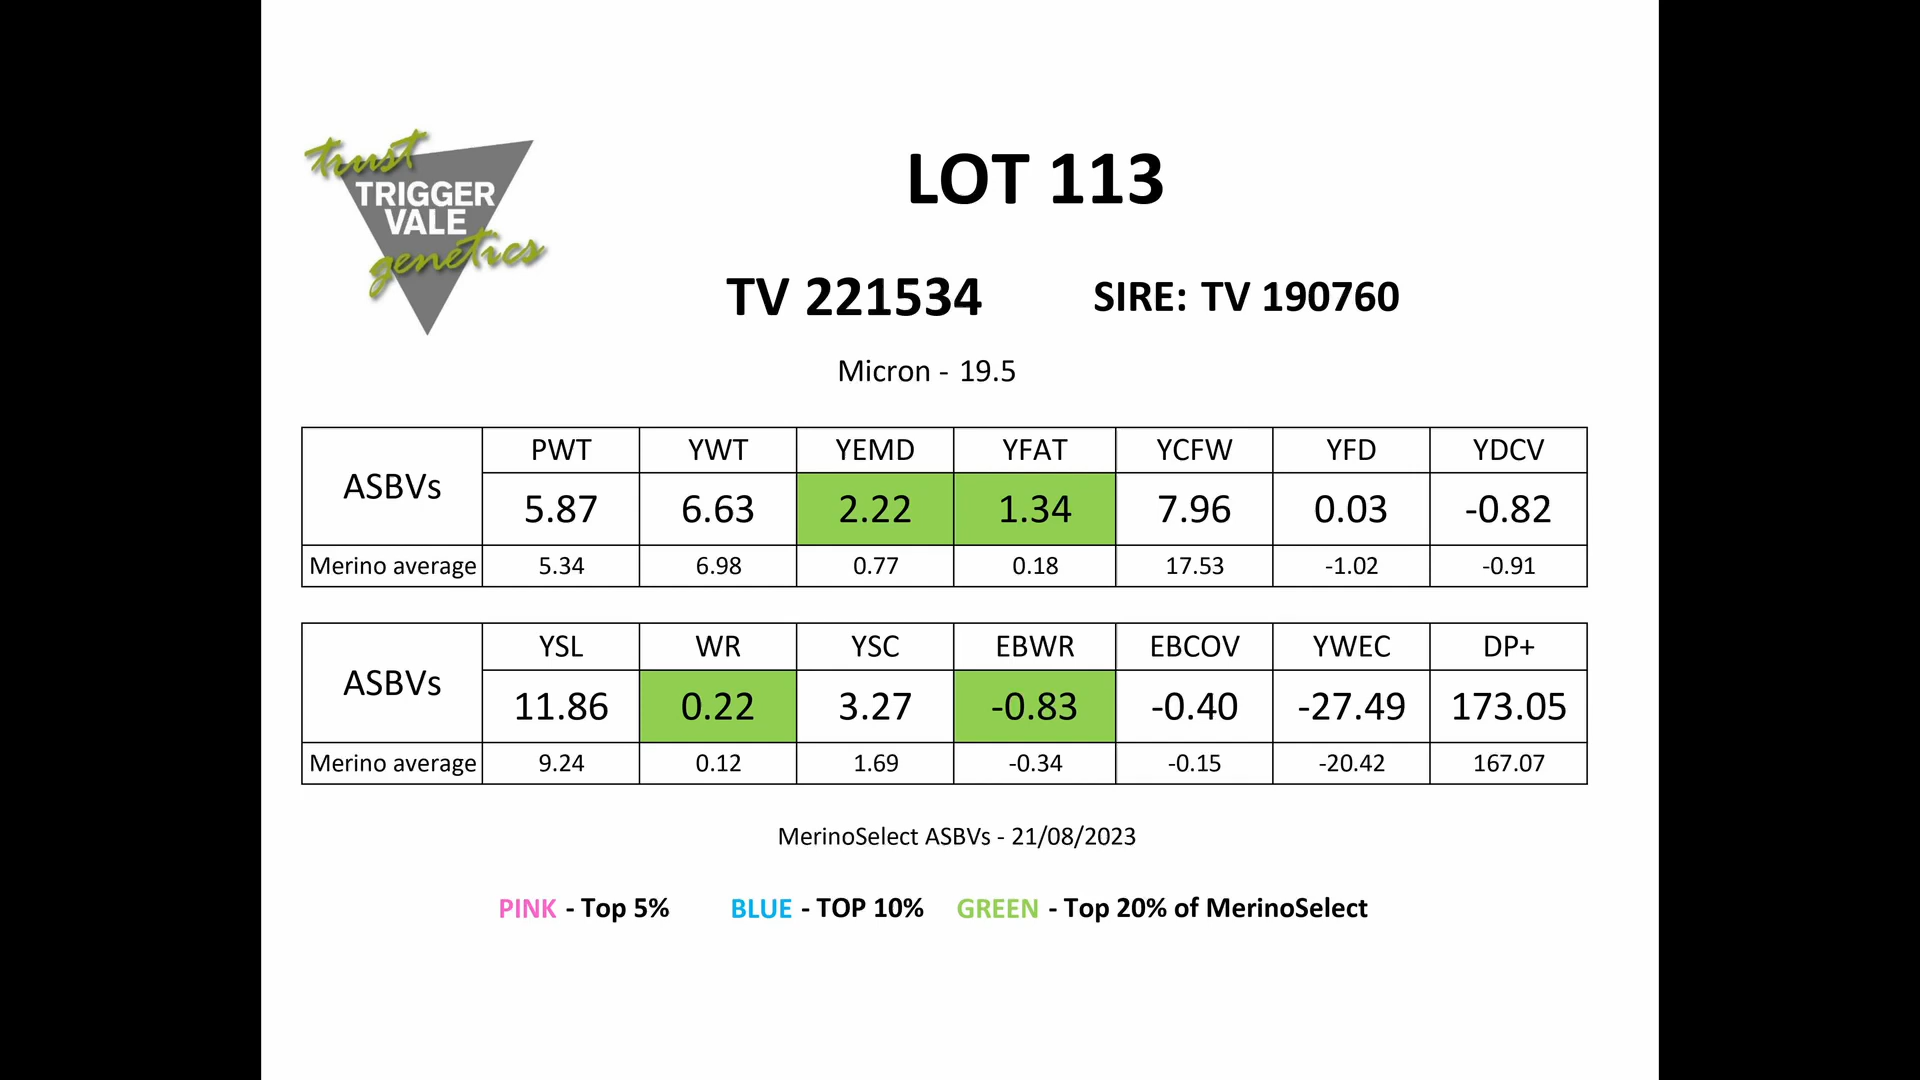 trust
TRIGGER
VALE
genetics
LOT 113
TV 221534 SIRE: TV 190760
Micron - 19.5
ASBVs PWT YWT YEMD YFAT YCFW YFD YDCV
5.87 6.63 2.22 1.34 7.96 0.03 -0.82
Merino average 5.34 6.98 0.77 0.18 17.53 -1.02 -0.91
ASBVs YSL WR YSC EBWR EBCOV YWEC DP+
11.86 0.22 3.27 -0.83 -0.40 -27.49 173.05
Merino average 9.24 0.12 1.69 -0.34 -0.15 -20.42 167.07
MerinoSelect ASBVs - 21/08/2023
PINK - Top 5% BLUE - TOP 10% GREEN - Top 20% of MerinoSelect